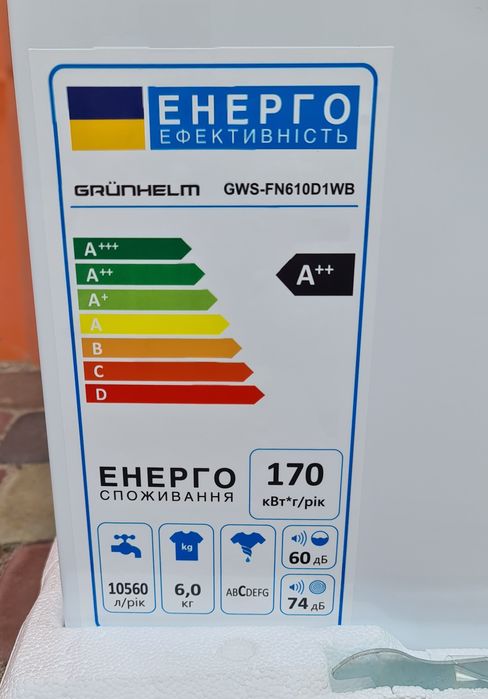 ЕНЕРГО
ЕФЕКТИВНІСТЬ
GRÜNHELM GWS-FN610D1WB
A+++
A++
A+
A
B
C
D
A++
ЕНЕРГО
СПОЖИВАННЯ
170
кВт*г/рік
10560
л/рік
kg
6,0
кг
ABCDEFG
60 дБ
74 дБ